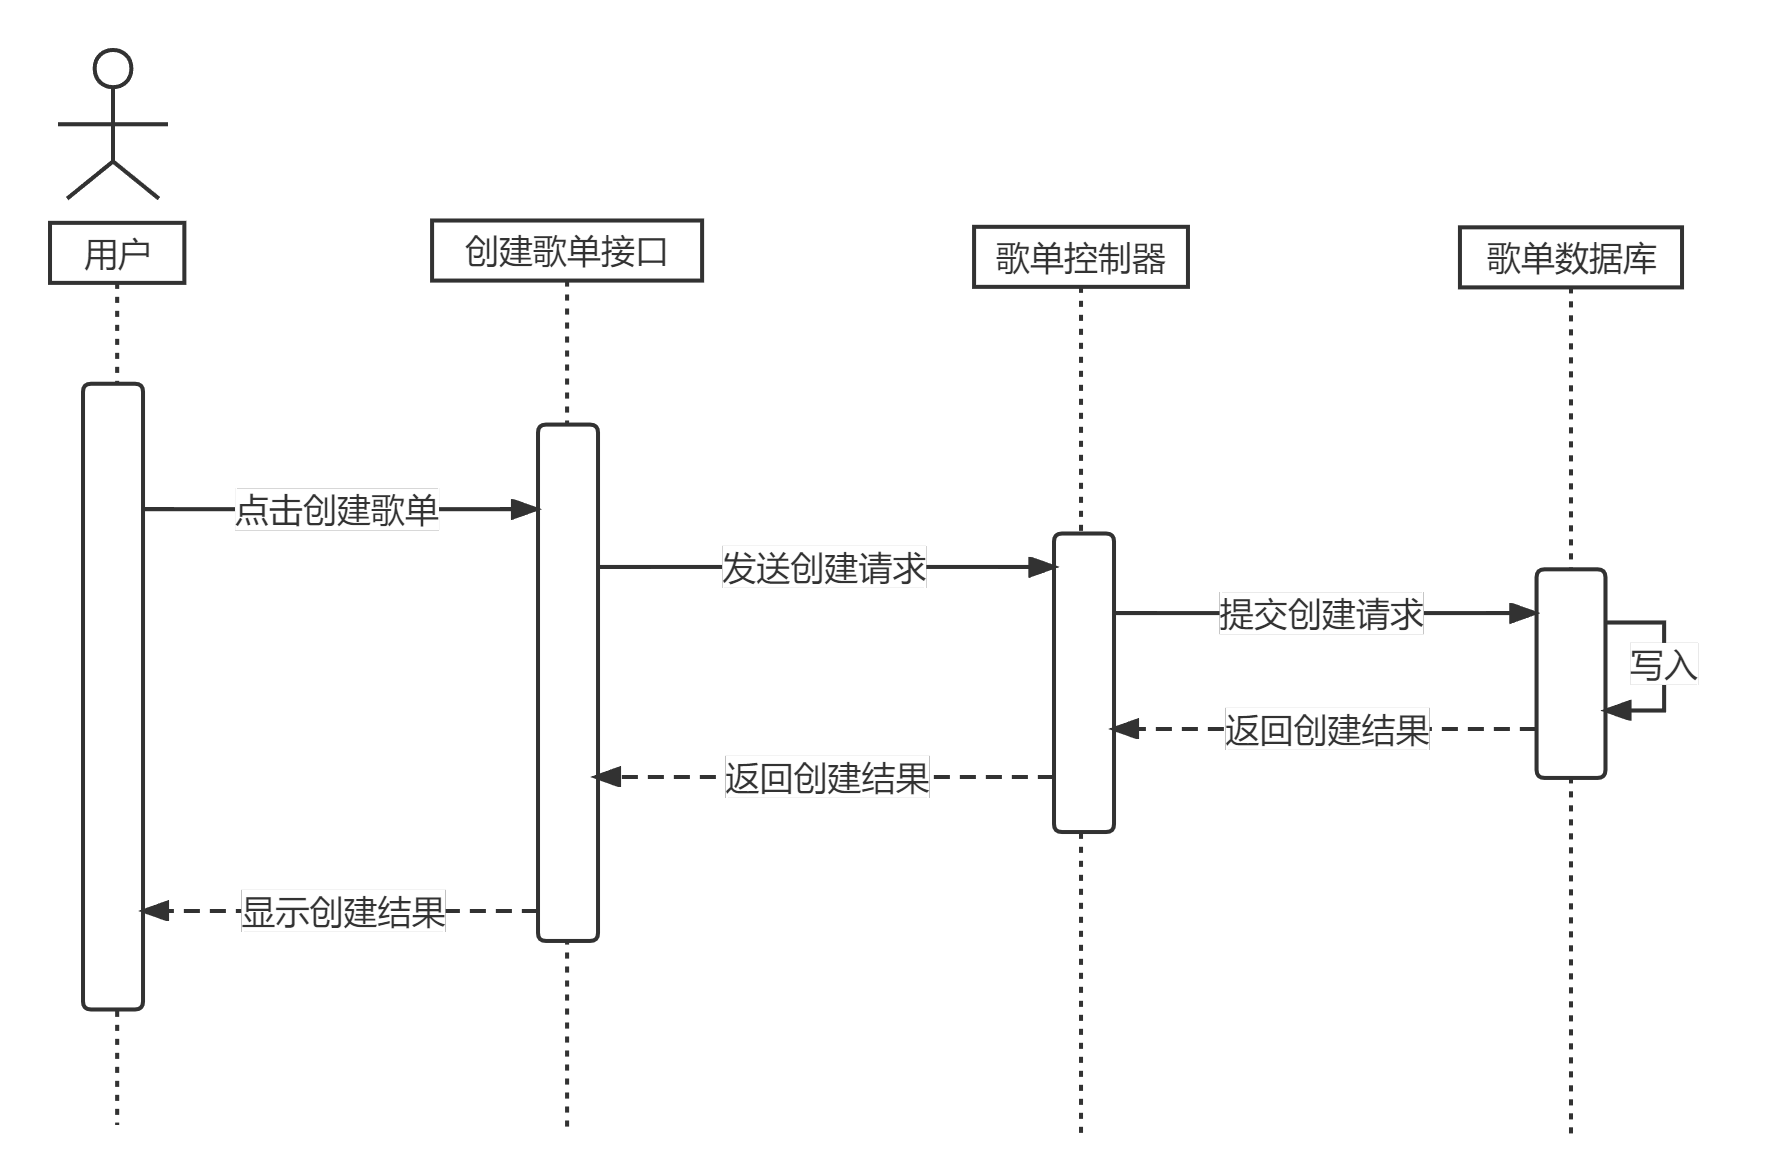 用户
创建歌单接口
歌单控制器
歌单数据库
点击创建歌单
发送创建请求
提交创建请求
写入
返回创建结果
返回创建结果
显示创建结果